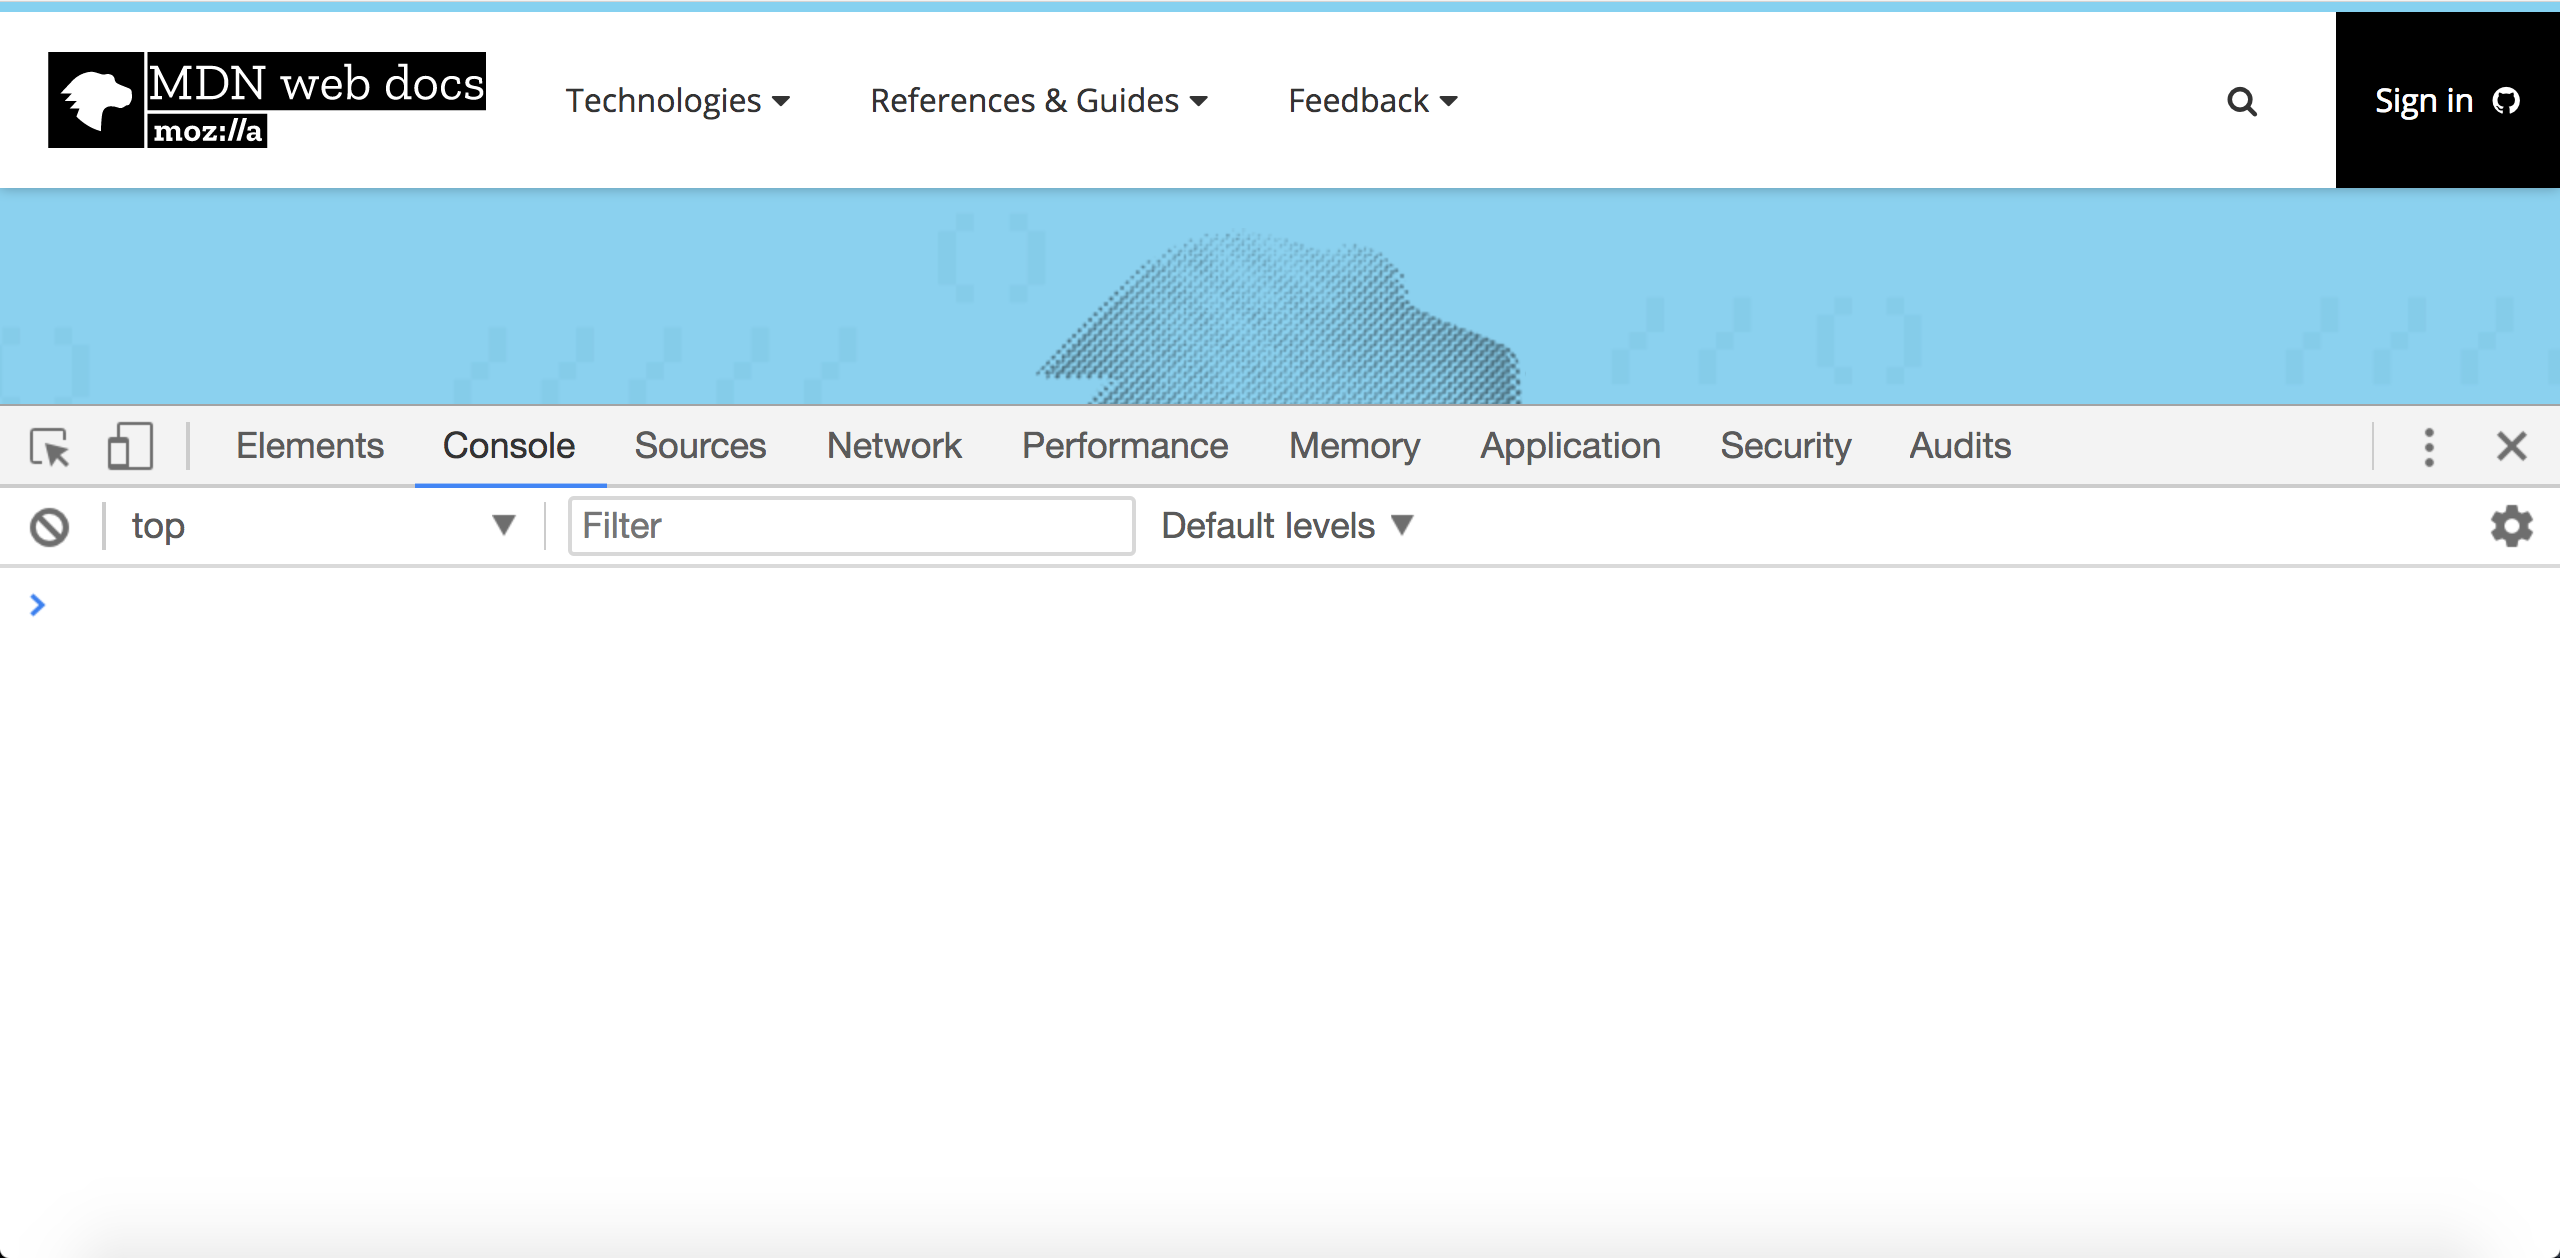 MDN web docs
moz://a
Technologies
References & Guides
Feedback
Sign in
Elements
Console
Sources
Network
Performance
Memory
Application
Security
Audits
top
Filter
Default levels